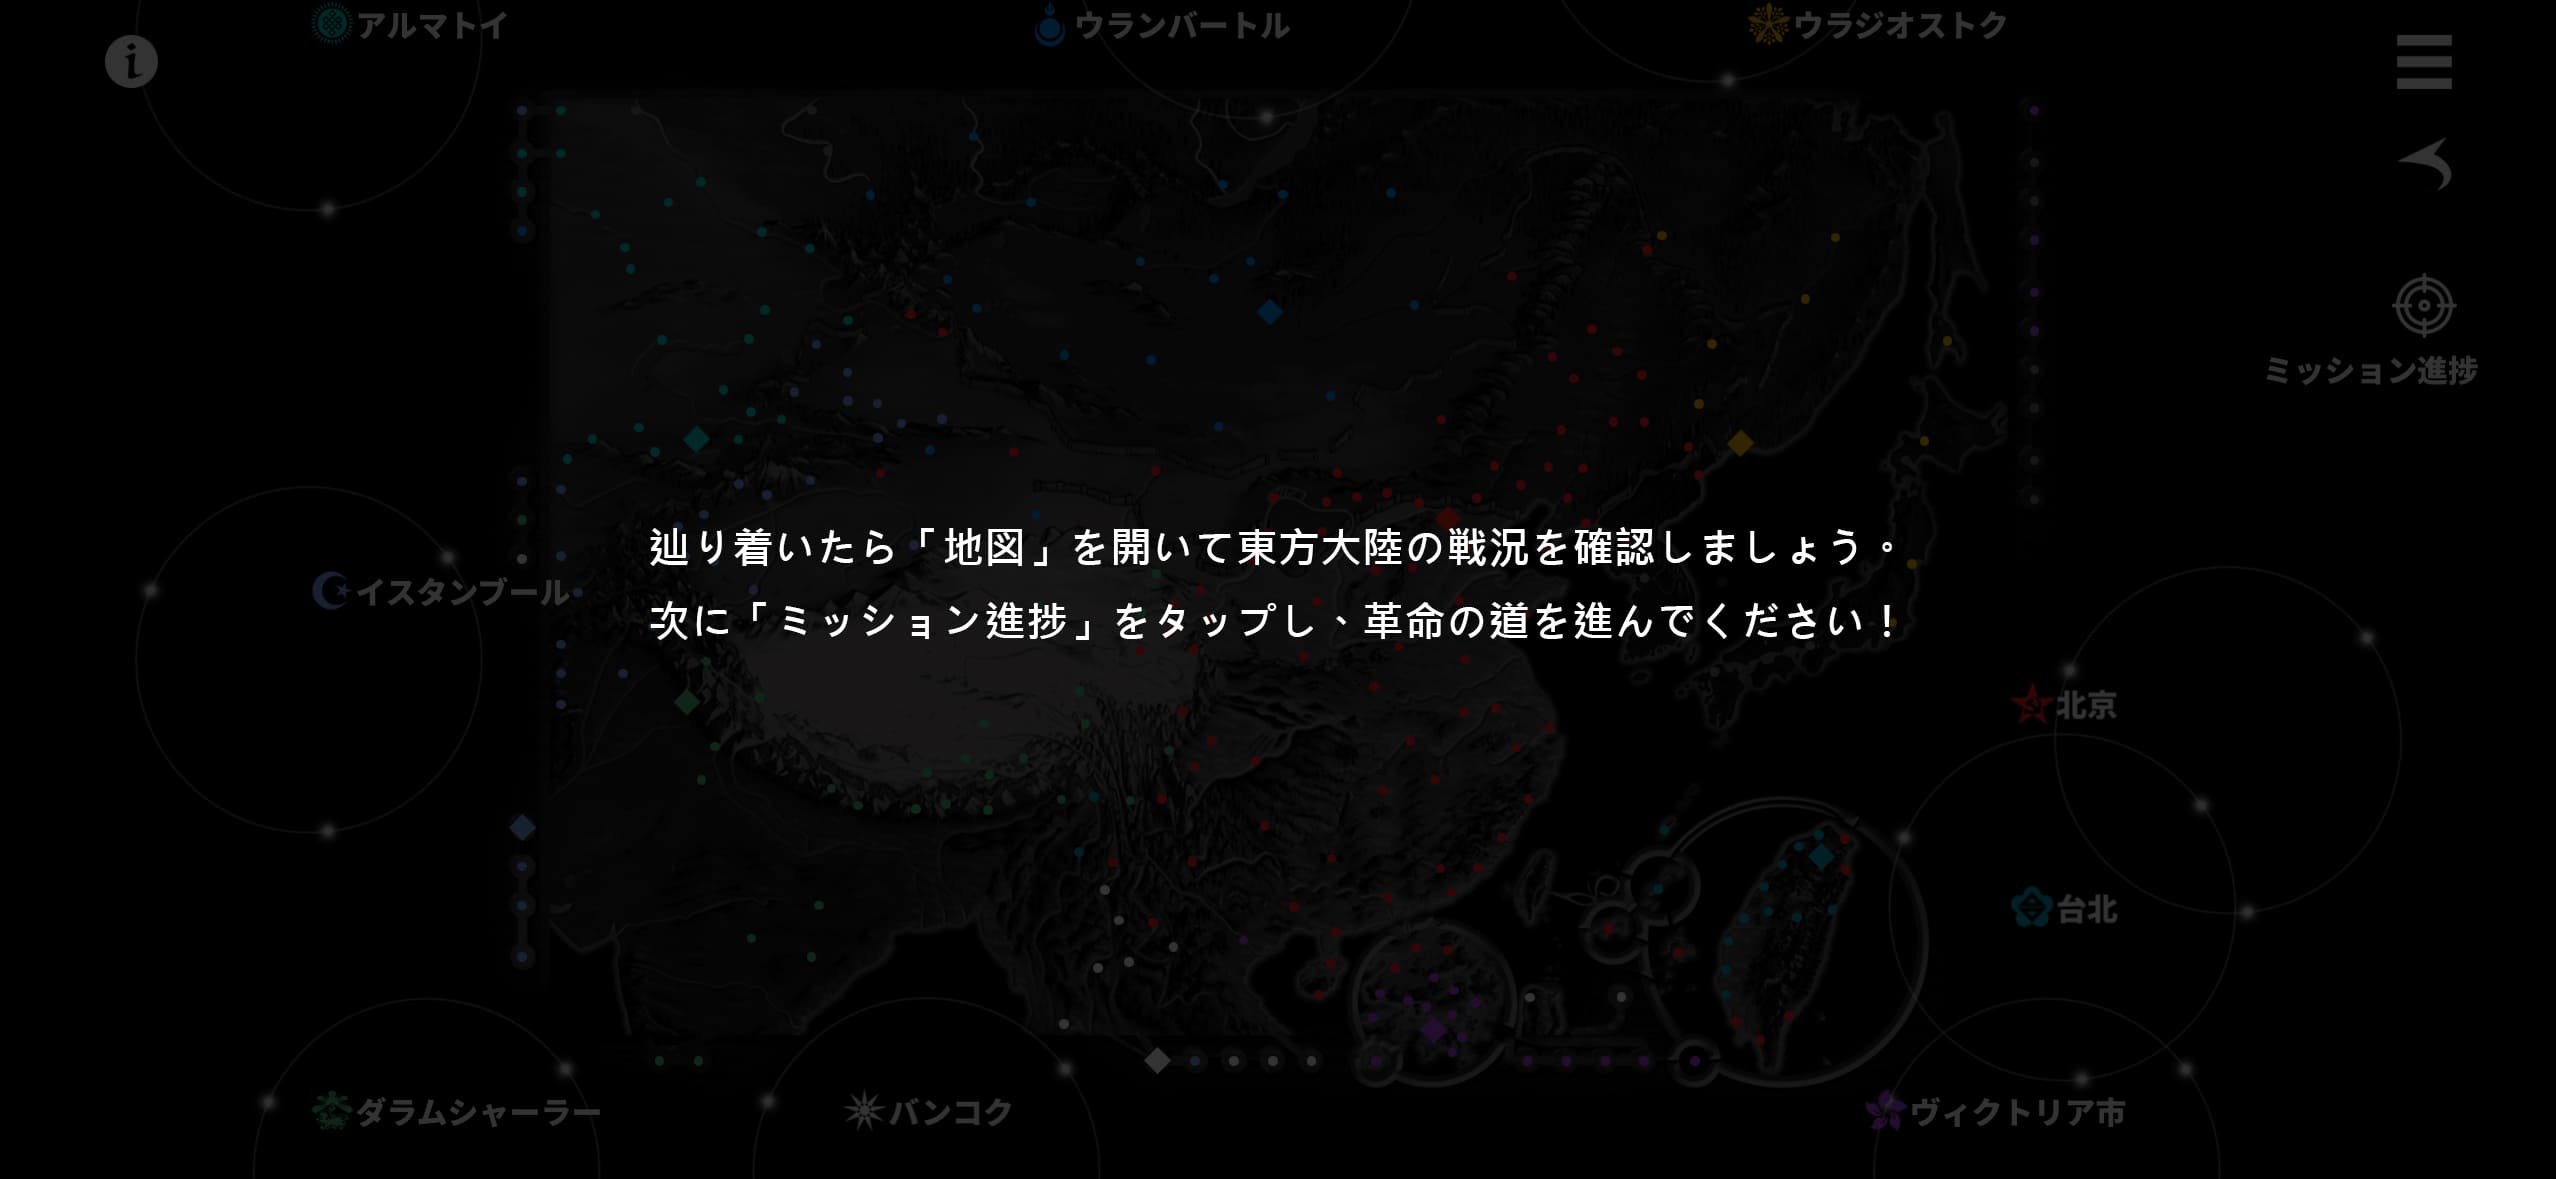 アルマトイ
ウランバートル
ウラジオストク
ミッション進捗
辿り着いたら「地図」を開いて東方大陸の戦況を確認しましょう。
次に「ミッション進捗」をタップし、革命の道を進んでください！
イスタンブール
北京
台北
ダラムシャーラー
バンコク
ヴィクトリア市